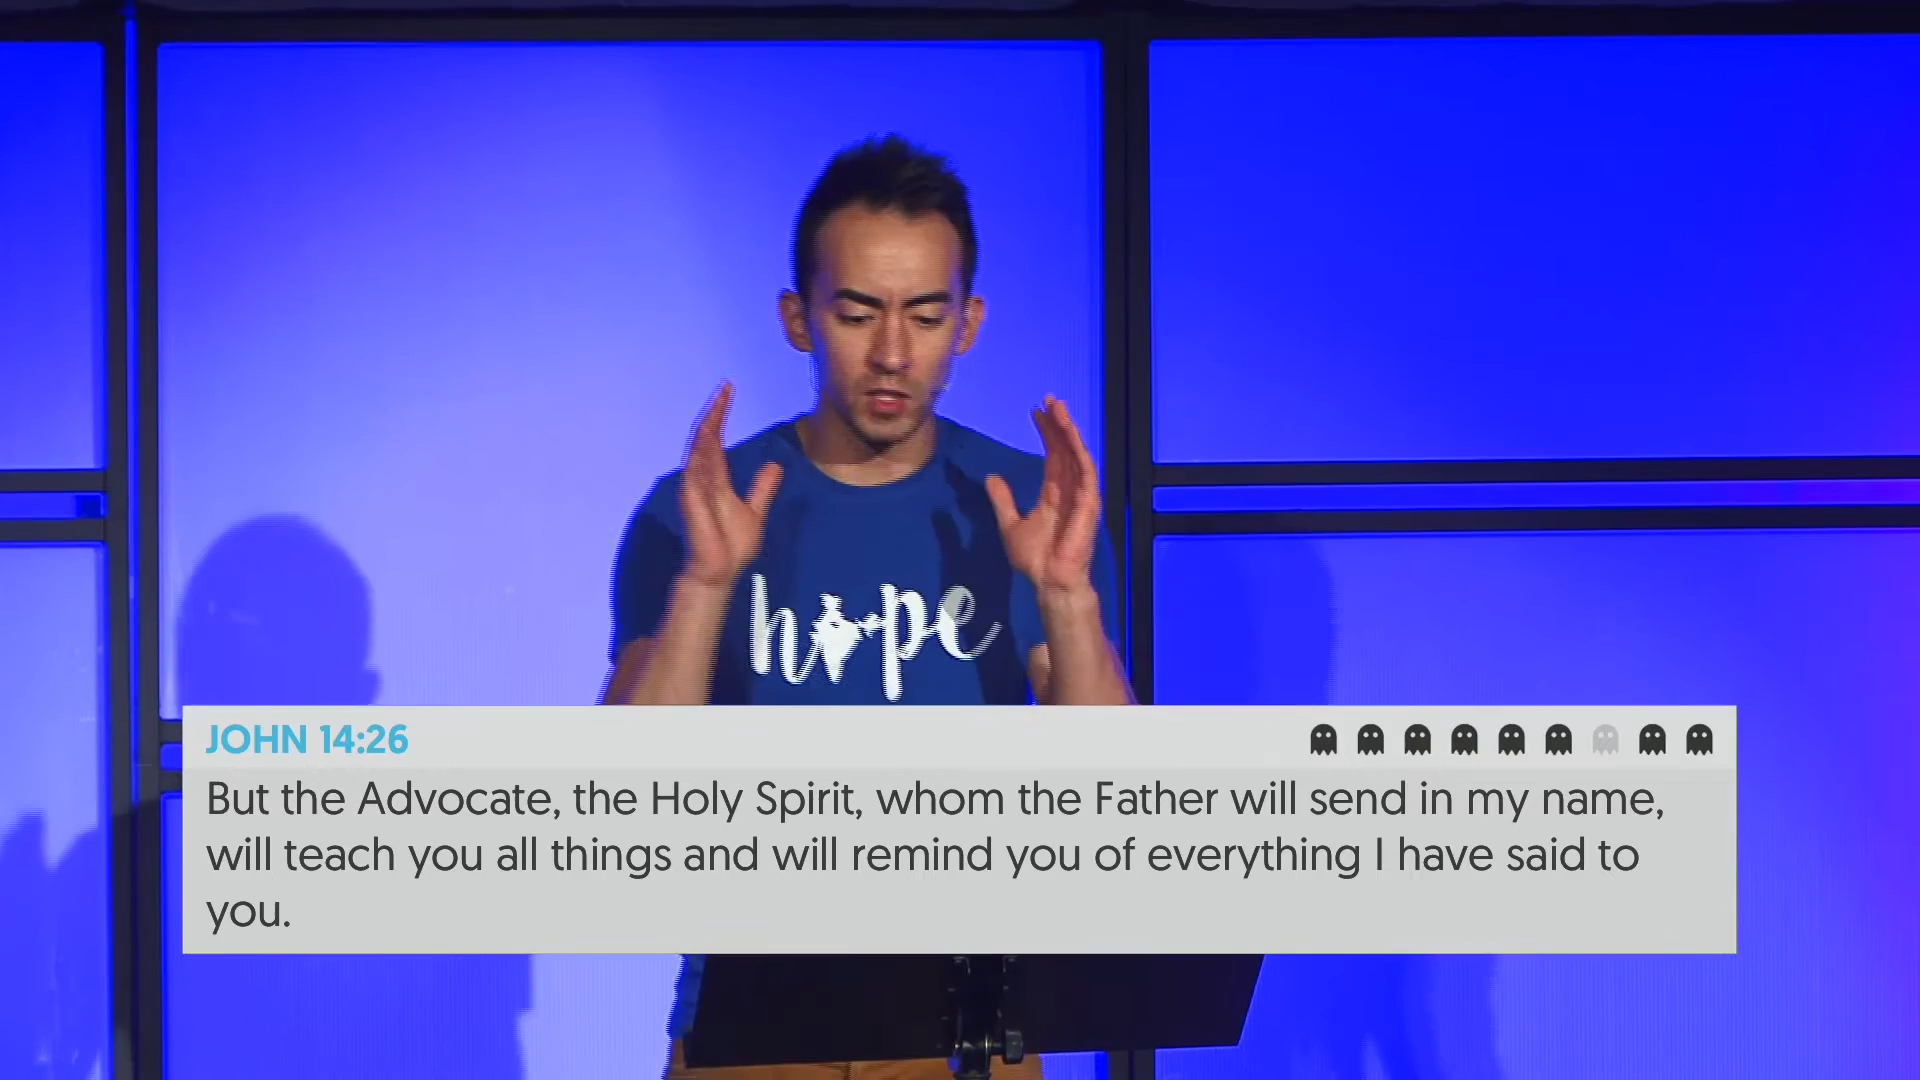 hope
JOHN 14:26
But the Advocate, the Holy Spirit, whom the Father will send in my name,
will teach you all things and will remind you of everything I have said to
you.